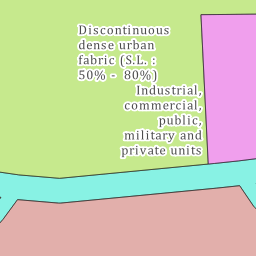 Discontinuous
dense urban
fabric (S.L. :
50% - 80%)
Industrial,
commercial,
public,
military and
private units